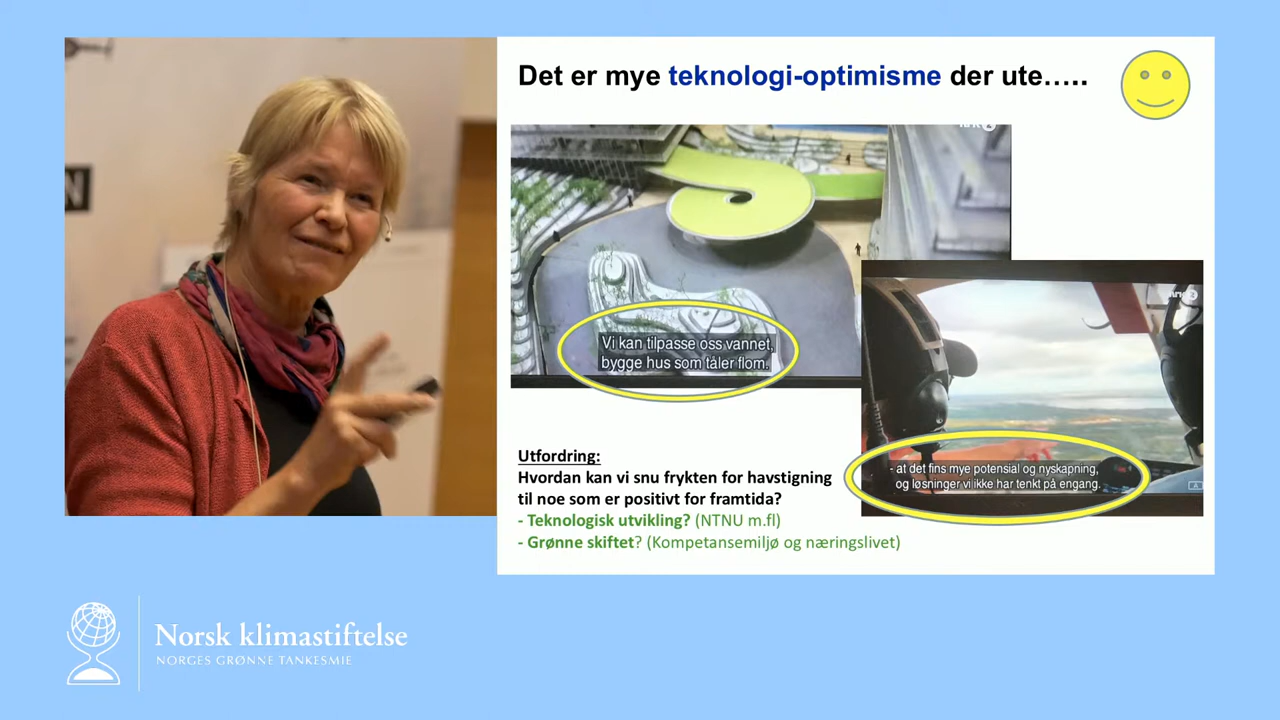 Det er mye teknologi-optimisme der ute.....
Vi kan tilpasse oss vannet,
bygge hus som tåler flom.
- at det fins mye potensial og nyskapning,
og løsninger vi ikke har tenkt på engang.
Utfordring:
Hvordan kan vi snu frykten for havstigning
til noe som er positivt for framtida?
- Teknologisk utvikling? (NTNU m.fl)
- Grønne skiftet? (Kompetansemiljø og næringslivet)
Norsk klimastiftelse
NORGES GRØNNE TANKESMIE